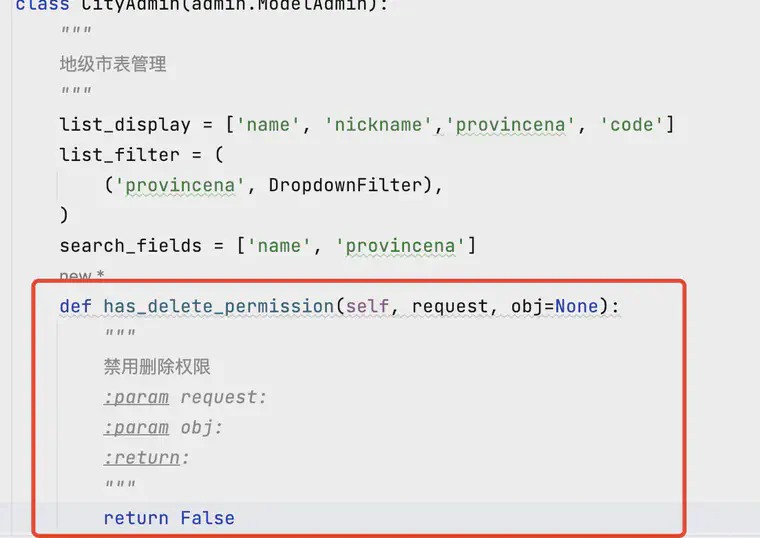 class CityAdmin(admin.ModelAdmin):
"""
地级市表管理
"""
list_display = ['name', 'nickname','provincena', 'code']
list_filter = (
('provincena', DropdownFilter),
)
search_fields = ['name', 'provincena']
new *
def has_delete_permission(self, request, obj=None):
"""
禁用删除权限
:param request:
:param obj:
:return:
"""
return False